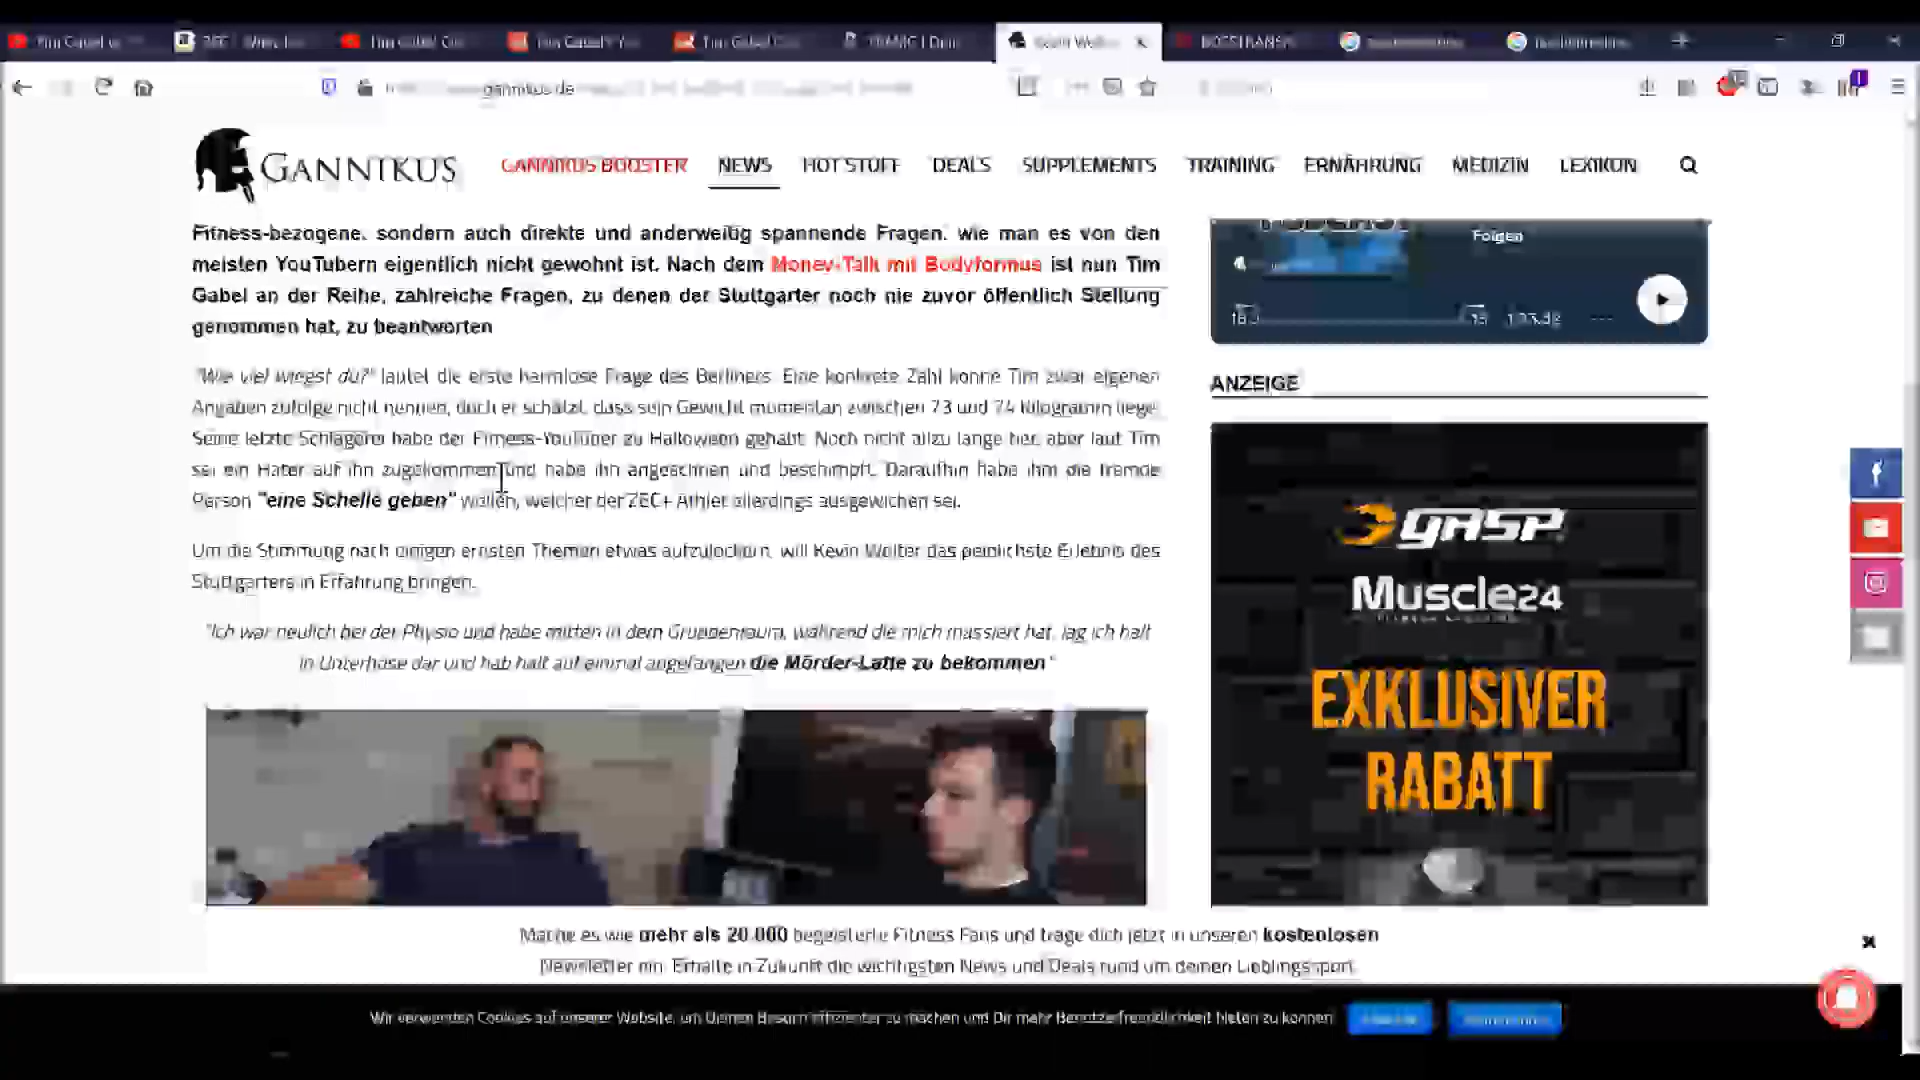 Tim Gabel
gannikus.de
GANNIKUS
GANNIKUS BOOSTER NEWS HOT STUFF DEALS SUPPLEMENTS TRAINING ERNÄHRUNG MEDIZIN LEXIKON
Fitness-bezogene, sondern auch direkte und anderweitig spannende Fragen, wie man es von den
meisten YouTubern eigentlich nicht gewohnt ist. Nach dem Money-Talk mit Bodyformus ist nun Tim
Gabel an der Reihe, zahlreiche Fragen, zu denen der Stuttgarter noch nie zuvor öffentlich Stellung
genommen hat, zu beantworten
"Wie viel wiegst du?" lautet die erste harmlose Frage des Berliners. Eine konkrete Zahl könne Tim zwar eigenen
Angaben zufolge nicht nennen, doch er schätzt, dass sein Gewicht momentan zwischen 73 und 74 Kilogramm liege.
Seine letzte Schlägerei habe der Fitness-YouTuber zu Halloween gehabt. Noch nicht allzu lange her, aber laut Tim
sei ein Hater auf ihn zugekommen und habe ihn angeschrien und beschimpft. Daraufhin habe ihm die fremde
Person "eine Schelle geben" wollen, welcher der ZEC+ Athlet allerdings ausgewichen sei.
Um die Stimmung nach einigen ernsten Themen etwas aufzulockern, will Kevin Wolter das peinlichste Erlebnis des
Stuttgarters in Erfahrung bringen.
"Ich war neulich bei der Physio und habe mitten in dem Gruppenraum, während die mich massiert hat, lag ich halt
in Unterhose dar und hab halt auf einmal angefangen die Mörder-Latte zu bekommen"
Folgen
ANZEIGE
GASP
Muscle24
EXKLUSIVER
RABATT
Mache es wie mehr als 20.000 begeisterte Fitness Fans und trage dich jetzt in unseren kostenlosen
Newsletter ein. Erhalte in Zukunft die wichtigsten News und Deals rund um deinen Lieblingssport.
Wir verwenden Cookies auf unserer Website, um Deinen Besuch effizienter zu machen und Dir mehr Benutzerfreundlichkeit bieten zu können.